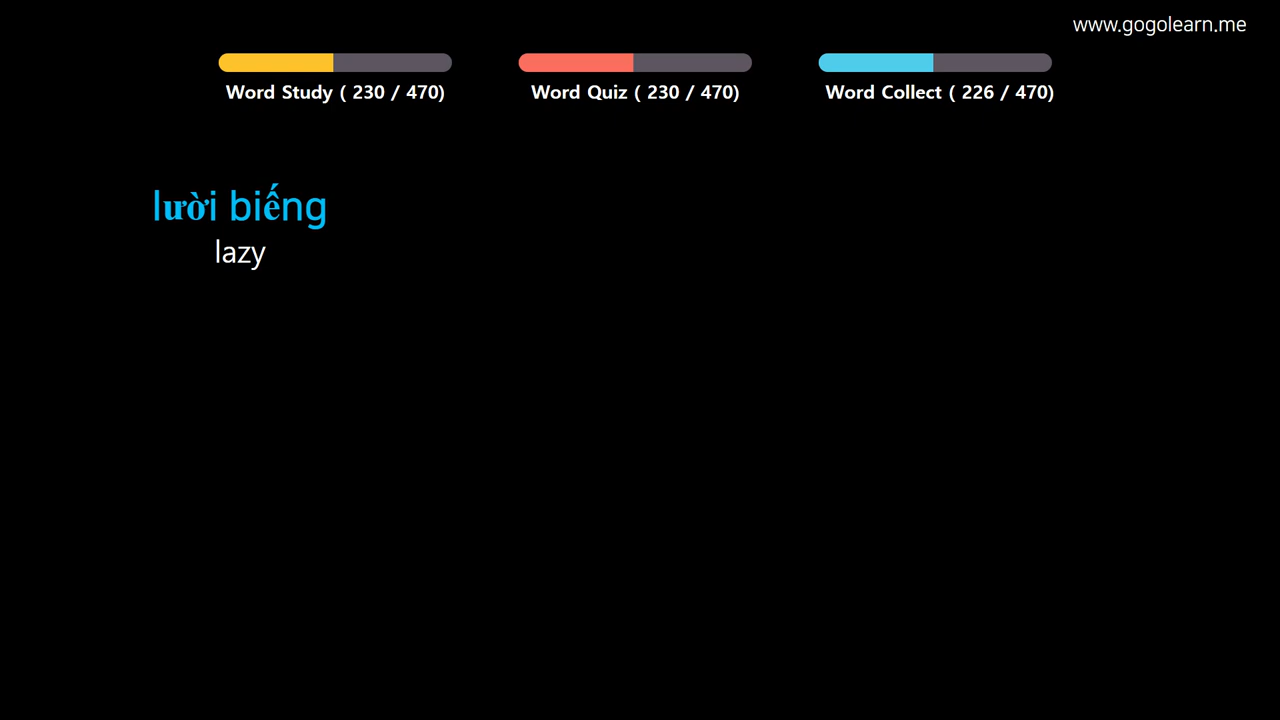 www.gogolearn.me
Word Study ( 230 / 470)
Word Quiz ( 230 / 470)
Word Collect ( 226 / 470)
lười biếng
lazy